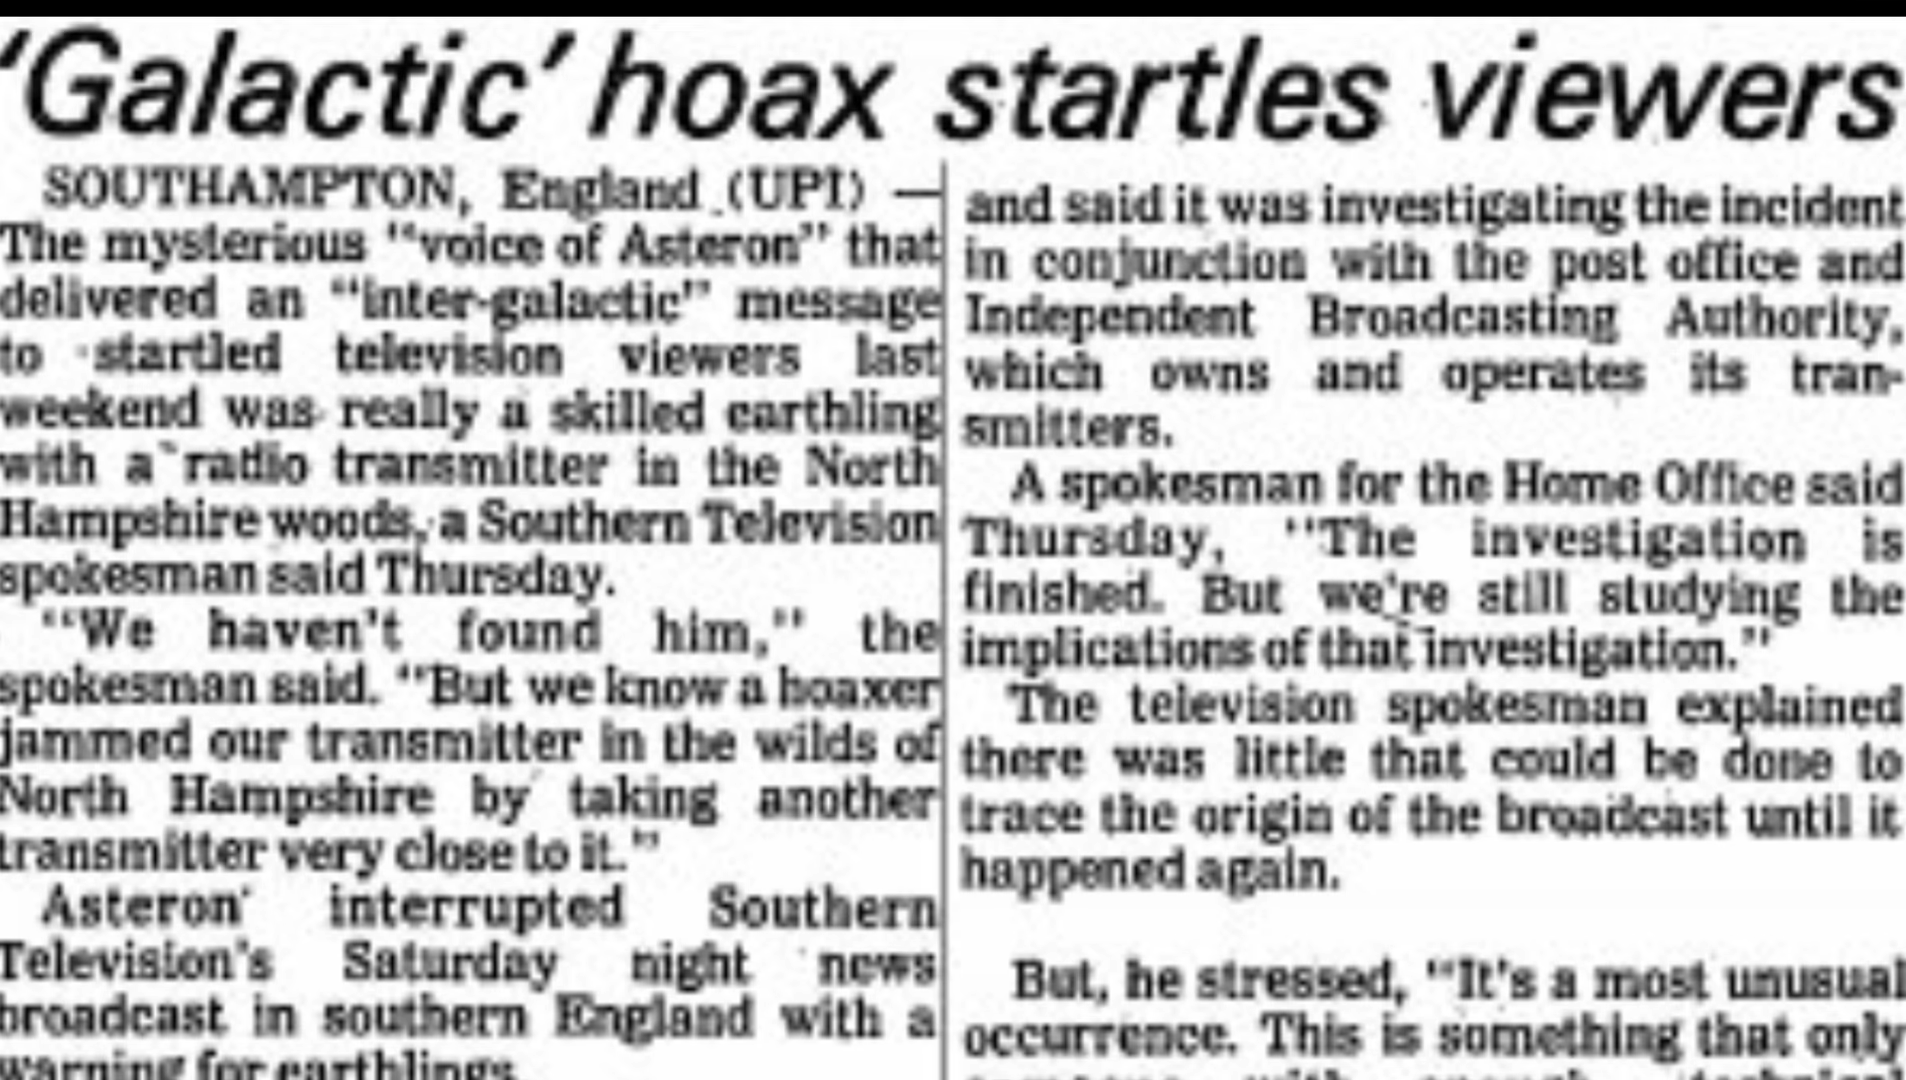 'Galactic' hoax startles viewers
SOUTHAMPTON, England (UPI) —
The mysterious "voice of Asteron" that
delivered an "inter-galactic" message
to startled television viewers last
weekend was really a skilled earthling
with a radio transmitter in the North
Hampshire woods, a Southern Television
spokesman said Thursday.
"We haven't found him," the
spokesman said. "But we know a hoaxer
jammed our transmitter in the wilds of
North Hampshire by taking another
transmitter very close to it."
Asteron interrupted Southern
Television's Saturday night news
broadcast in southern England with a
warning for earthlings.
and said it was investigating the incident
in conjunction with the post office and
Independent Broadcasting Authority,
which owns and operates its tran-
smitters.
A spokesman for the Home Office said
Thursday, "The investigation is
finished. But we're still studying the
implications of that investigation."
The television spokesman explained
there was little that could be done to
trace the origin of the broadcast until it
happened again.
But, he stressed, "It's a most unusual
occurrence. This is something that only
with enough technical